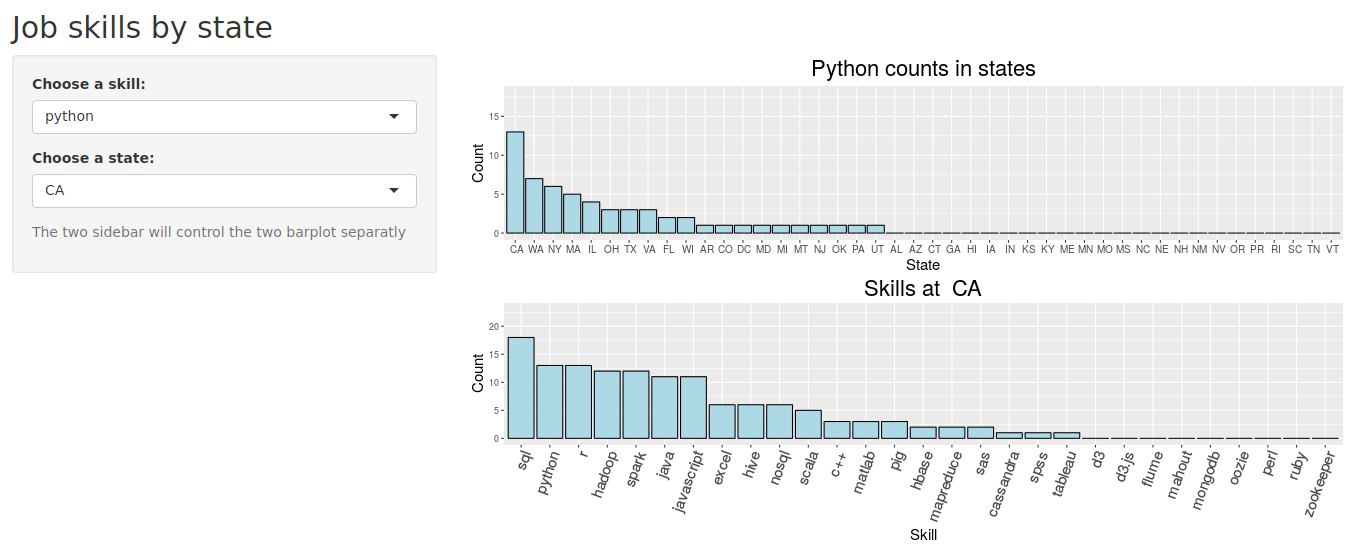 Job skills by state
Choose a skill:
python
Choose a state:
CA
The two sidebar will control the two barplot separatly
Python counts in states
Count
15
10
5
0
CA WA NY MA IL OH TX VA FL WI AR CO DC MD MI MT NJ OK PA UT AL AZ CT GA HI IA IN KS KY ME MN MO MS NC NE NH NM NV OR PR RI SC TN VT
State
Skills at CA
Count
20
15
10
5
0
sql python r hadoop spark java javascript excel hive nosql scala c++ matlab pig hbase mapreduce sas cassandra spss tableau d3 d3.js flume mahout mongodb oozie perl ruby zookeeper
Skill